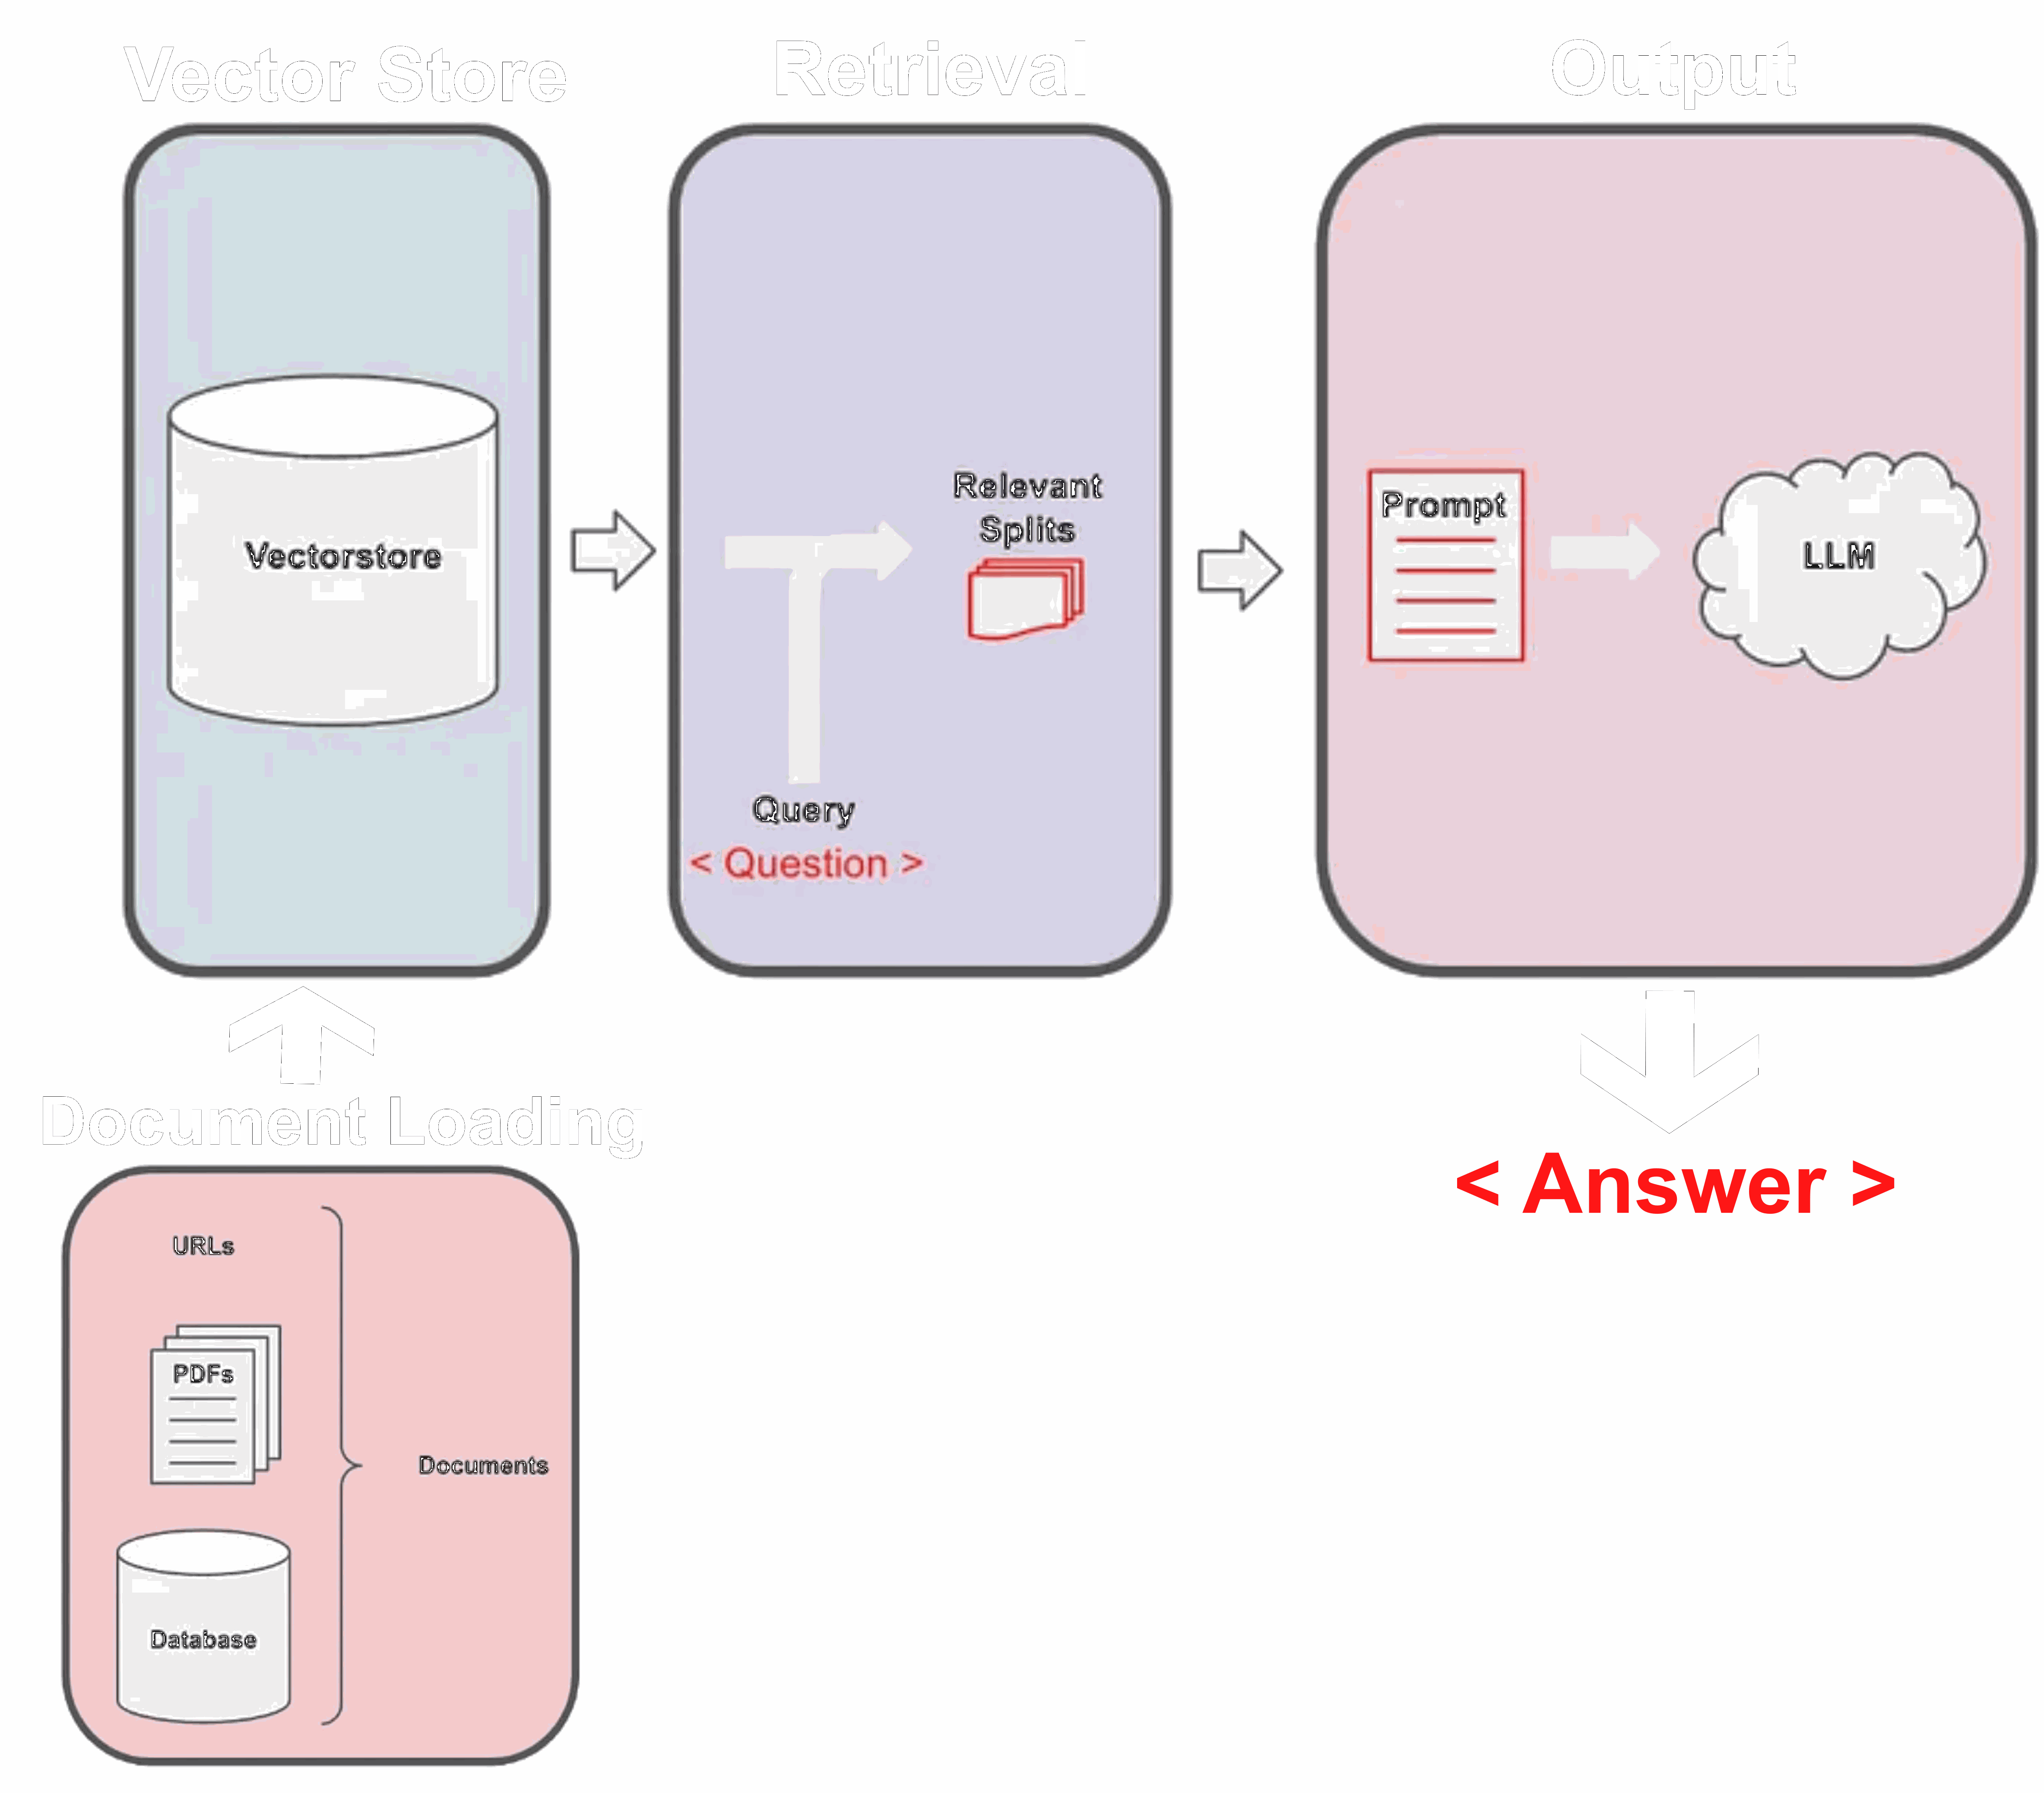 Vector Store
Retrieval
Output
Vectorstore
Relevant
Splits
Query
< Question >
Prompt
LLM
Document Loading
< Answer >
URLs
PDFs
Documents
Database